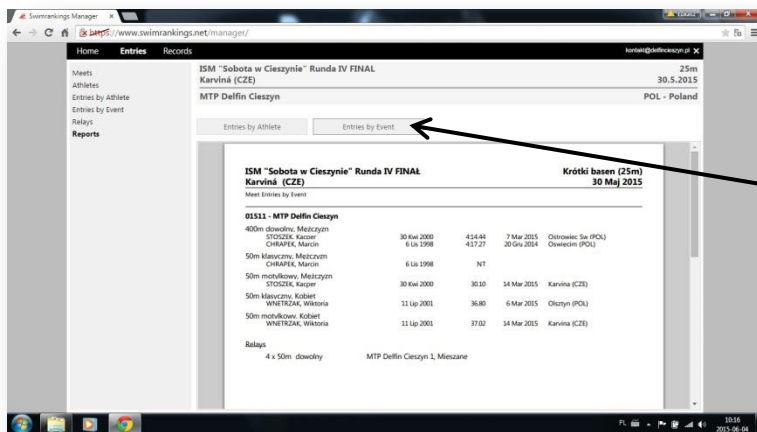 Swimrankings Manager
https://www.swimrankings.net/manager/
Home Entries Records kontakt@delfincieszyn.pl X
Meets
Athletes
Entries by Athlete
Entries by Event
Relays
Reports
ISM "Sobota w Cieszynie" Runda IV FINAL 25m
Karviná (CZE) 30.5.2015
MTP Delfin Cieszyn POL - Poland
Entries by Athlete Entries by Event
ISM "Sobota w Cieszynie" Runda IV FINAŁ Krótki basen (25m)
Karviná (CZE) 30 Maj 2015
Meet Entries by Event
01511 - MTP Delfin Cieszyn
400m dowolny, Meżczyzn
STOSZEK, Kacper 30 Kwi 2000 4:14.44 7 Mar 2015 Ostrowiec Sw (POL)
CHRAPEK, Marcin 6 Lis 1998 4:17.27 20 Gru 2014 Oswiecim (POL)
50m klasyczny, Meżczyzn
CHRAPEK, Marcin 6 Lis 1998 NT
50m motylkowy, Meżczyzn
STOSZEK, Kacper 30 Kwi 2000 30.10 14 Mar 2015 Karvina (CZE)
50m klasyczny, Kobiet
WNETRZAK, Wiktoria 11 Lip 2001 36.80 6 Mar 2015 Olsztyn (POL)
50m motylkowy, Kobiet
WNETRZAK, Wiktoria 11 Lip 2001 37.02 14 Mar 2015 Karvina (CZE)
Relays
4 x 50m dowolny MTP Delfin Cieszyn 1, Mieszane
PL 10:16
2015-06-04